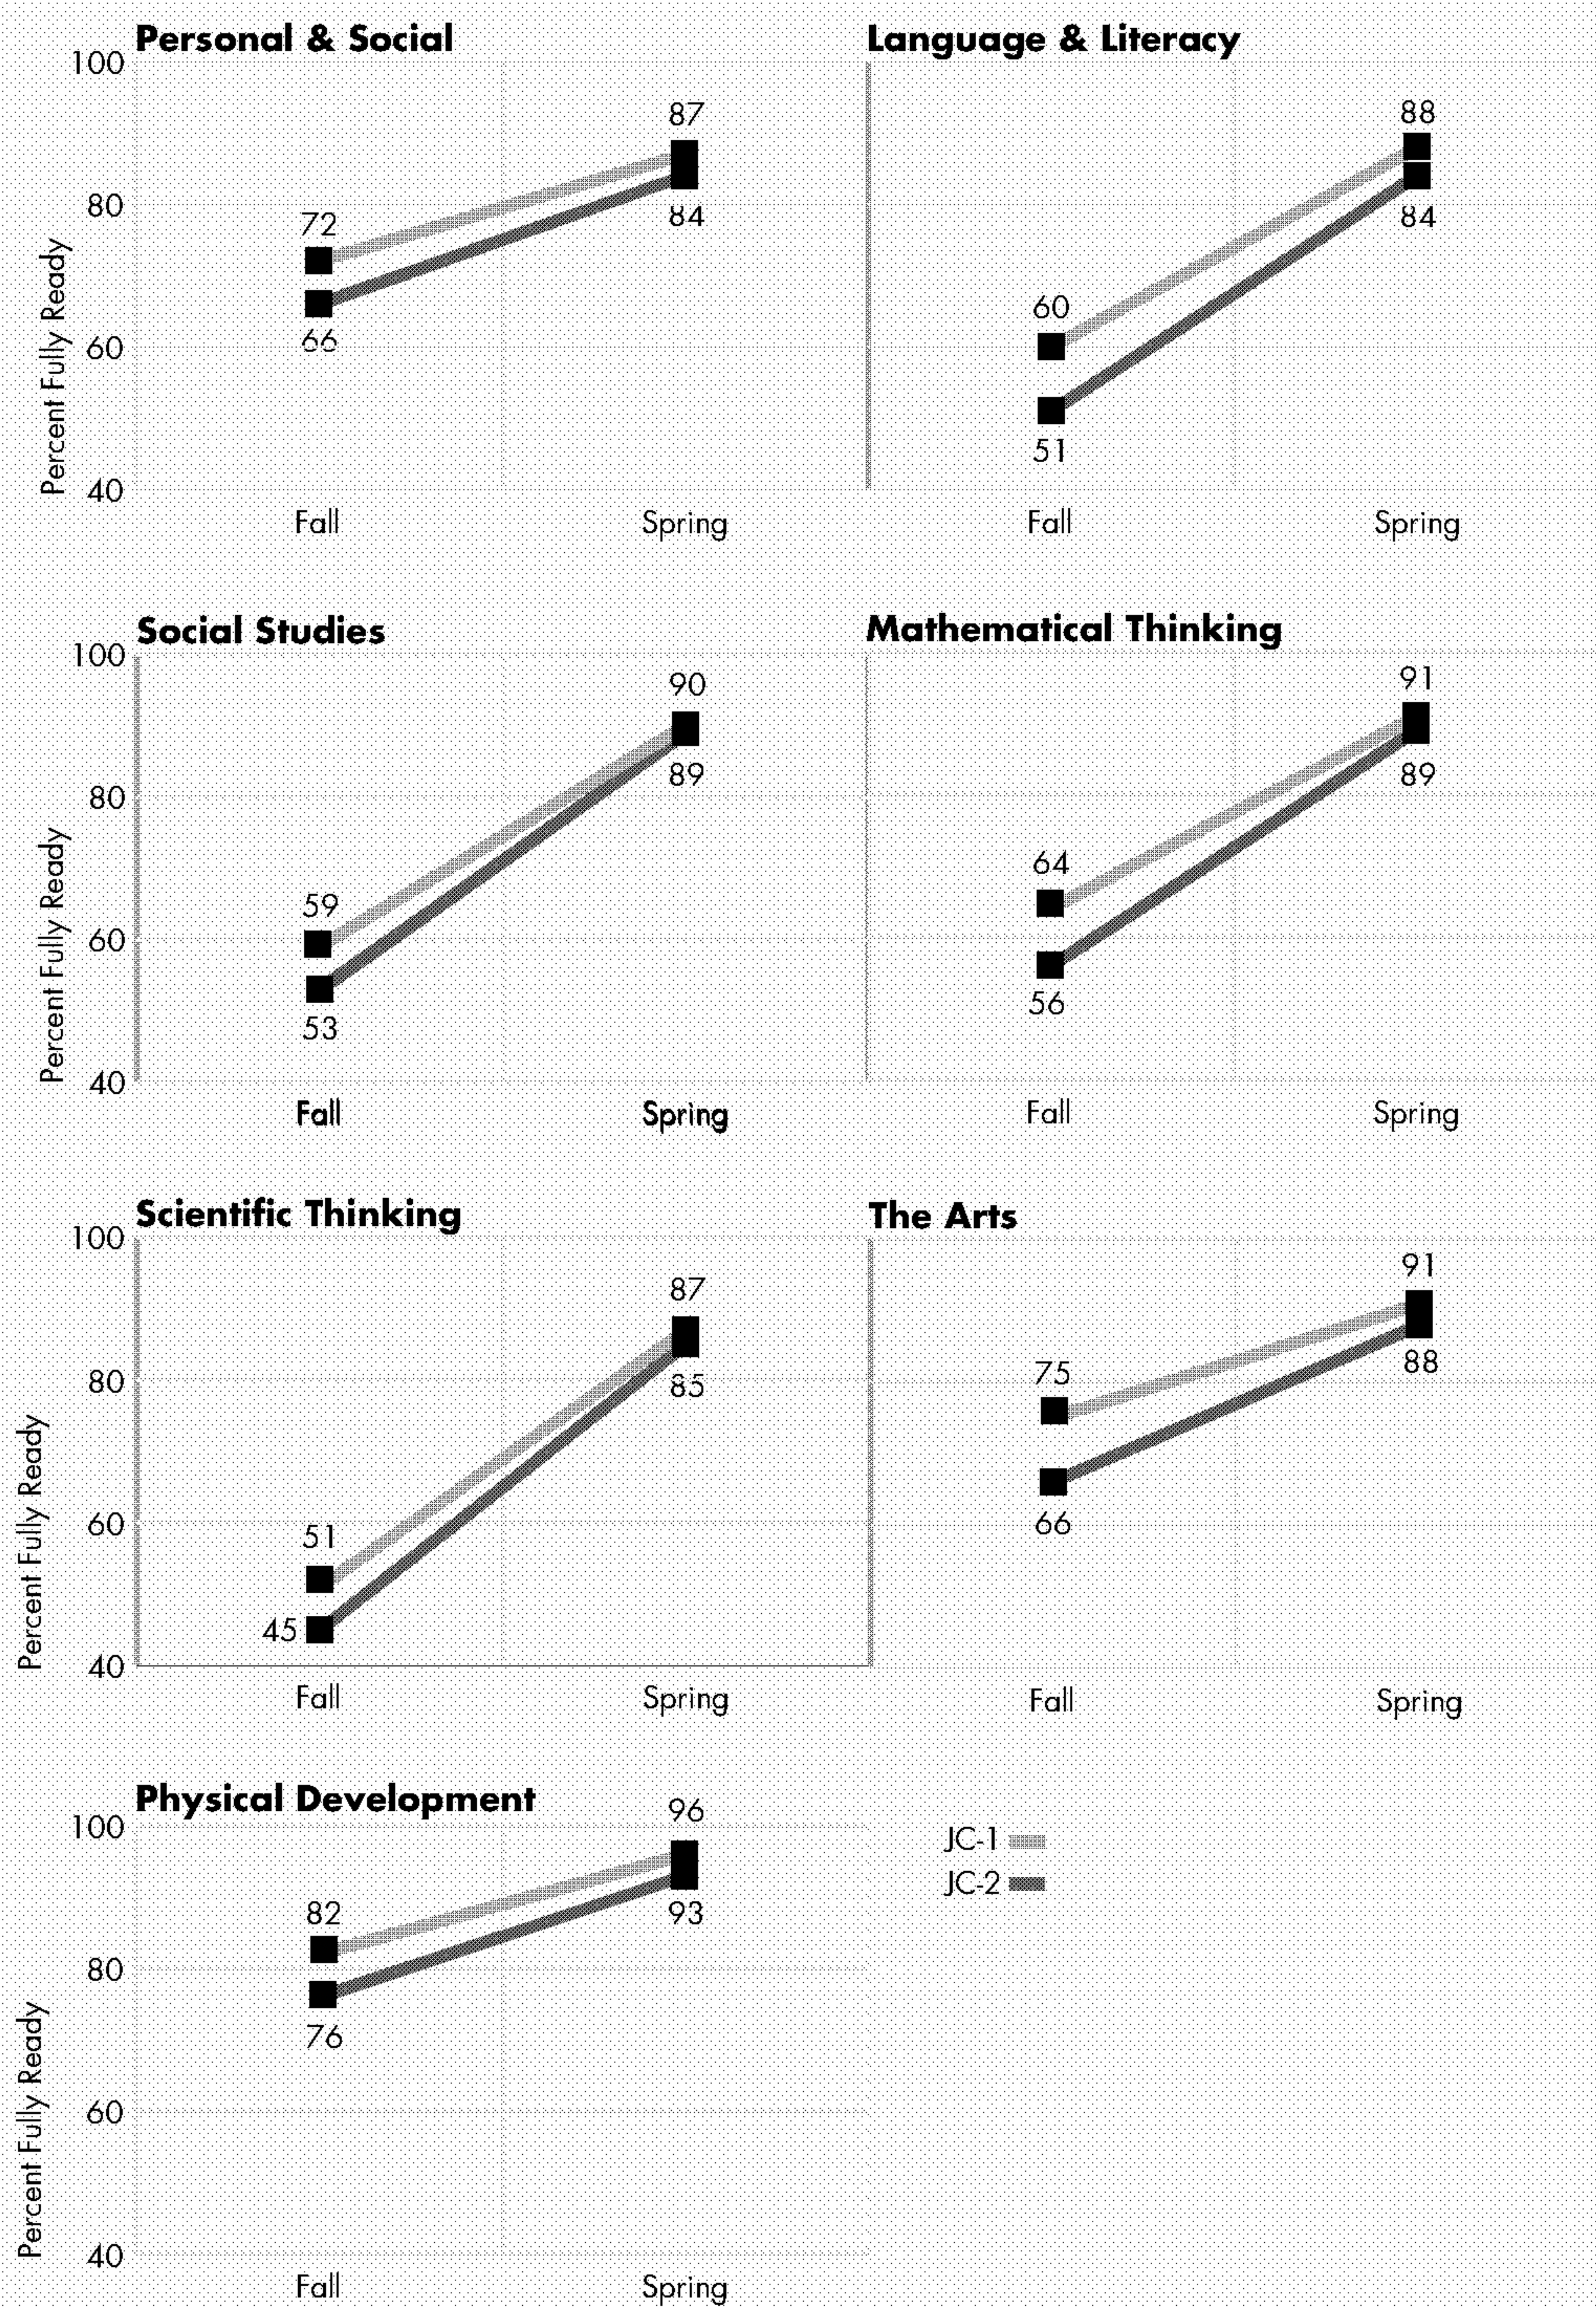 Personal & Social
100
80
60
40
Percent Fully Ready
72
66
87
84
Fall
Spring
Language & Literacy
60
51
88
84
Fall
Spring
Social Studies
100
80
60
40
Percent Fully Ready
59
53
90
89
Fall
Spring
Mathematical Thinking
64
56
91
89
Fall
Spring
Scientific Thinking
100
80
60
40
Percent Fully Ready
51
45
87
85
Fall
Spring
The Arts
75
66
91
88
Fall
Spring
Physical Development
100
80
60
40
Percent Fully Ready
82
76
96
93
Fall
Spring
JC-1
JC-2